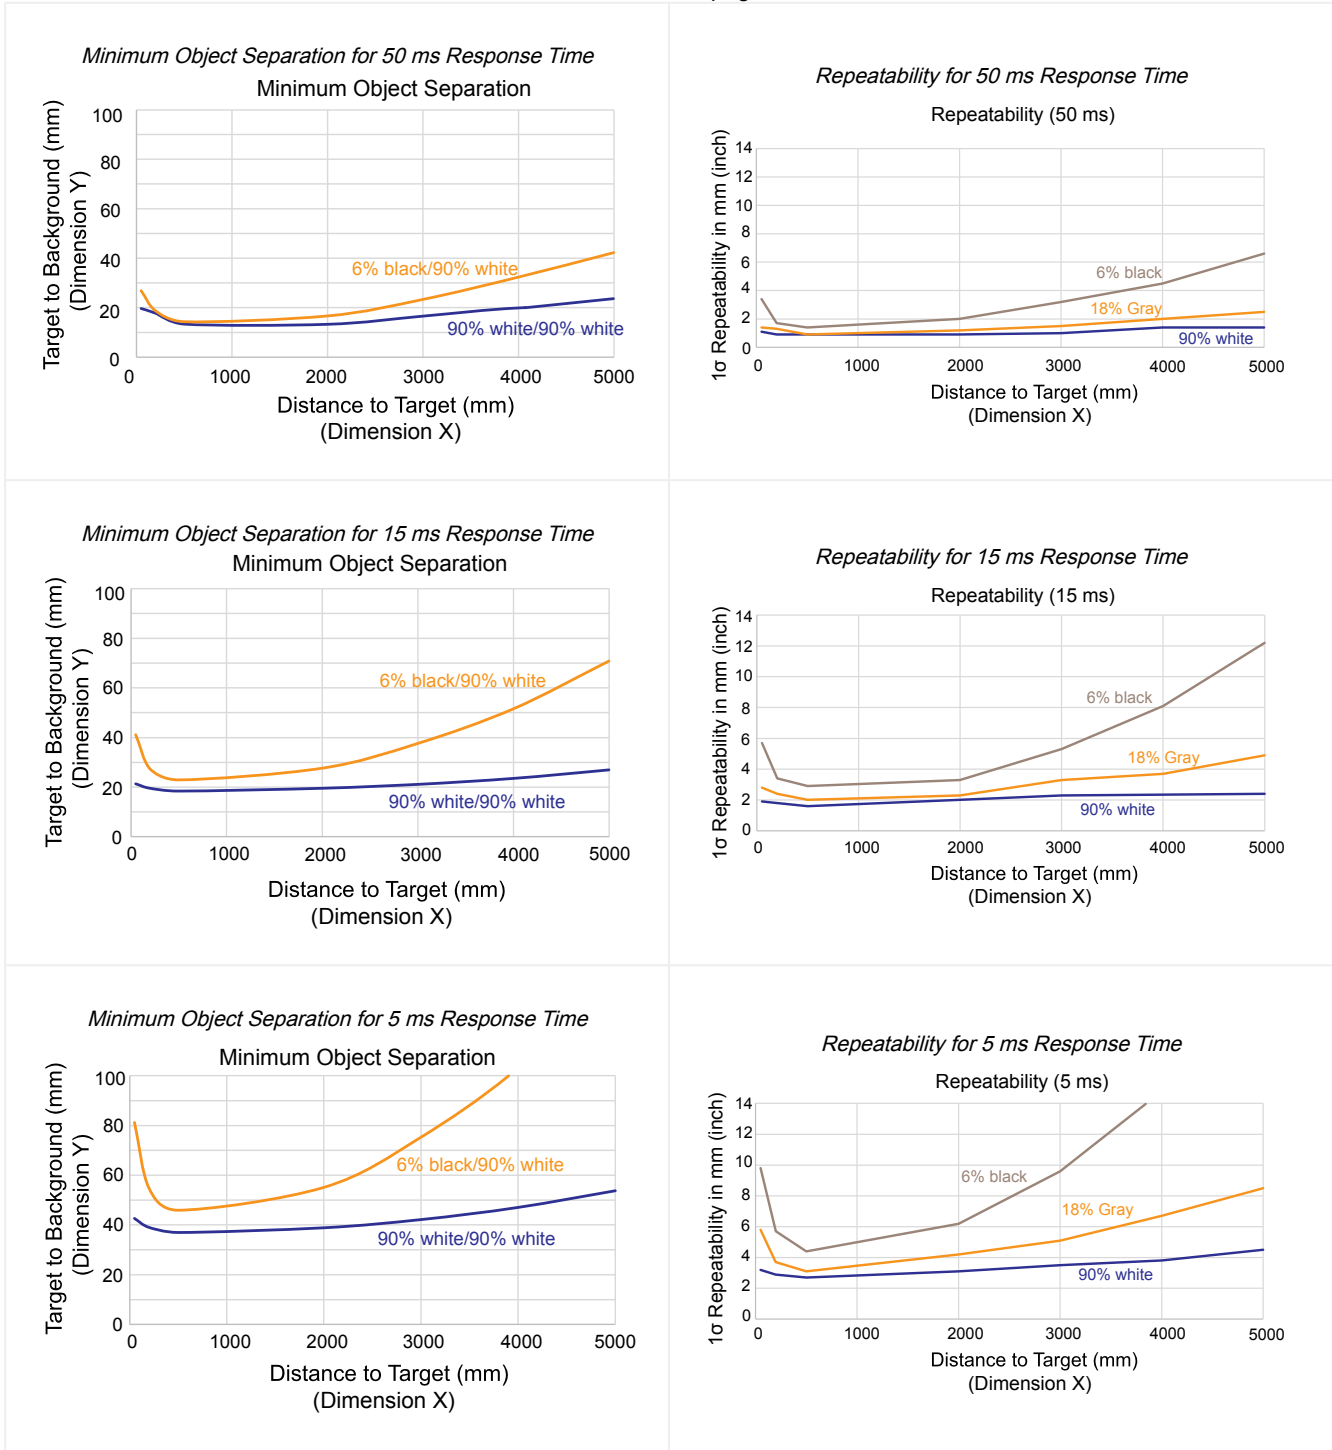 Minimum Object Separation for 50 ms Response Time
Minimum Object Separation
Target to Background (mm)
(Dimension Y)
100
80
60
40
20
0
6% black/90% white
90% white/90% white
0 1000 2000 3000 4000 5000
Distance to Target (mm)
(Dimension X)
Repeatability for 50 ms Response Time
Repeatability (50 ms)
1σ Repeatability in mm (inch)
14
12
10
8
6
4
2
0
6% black
18% Gray
90% white
0 1000 2000 3000 4000 5000
Distance to Target (mm)
(Dimension X)
Minimum Object Separation for 15 ms Response Time
Minimum Object Separation
Target to Background (mm)
(Dimension Y)
100
80
60
40
20
0
6% black/90% white
90% white/90% white
0 1000 2000 3000 4000 5000
Distance to Target (mm)
(Dimension X)
Repeatability for 15 ms Response Time
Repeatability (15 ms)
1σ Repeatability in mm (inch)
14
12
10
8
6
4
2
0
6% black
18% Gray
90% white
0 1000 2000 3000 4000 5000
Distance to Target (mm)
(Dimension X)
Minimum Object Separation for 5 ms Response Time
Minimum Object Separation
Target to Background (mm)
(Dimension Y)
100
80
60
40
20
0
6% black/90% white
90% white/90% white
0 1000 2000 3000 4000 5000
Distance to Target (mm)
(Dimension X)
Repeatability for 5 ms Response Time
Repeatability (5 ms)
1σ Repeatability in mm (inch)
14
12
10
8
6
4
2
0
6% black
18% Gray
90% white
0 1000 2000 3000 4000 5000
Distance to Target (mm)
(Dimension X)